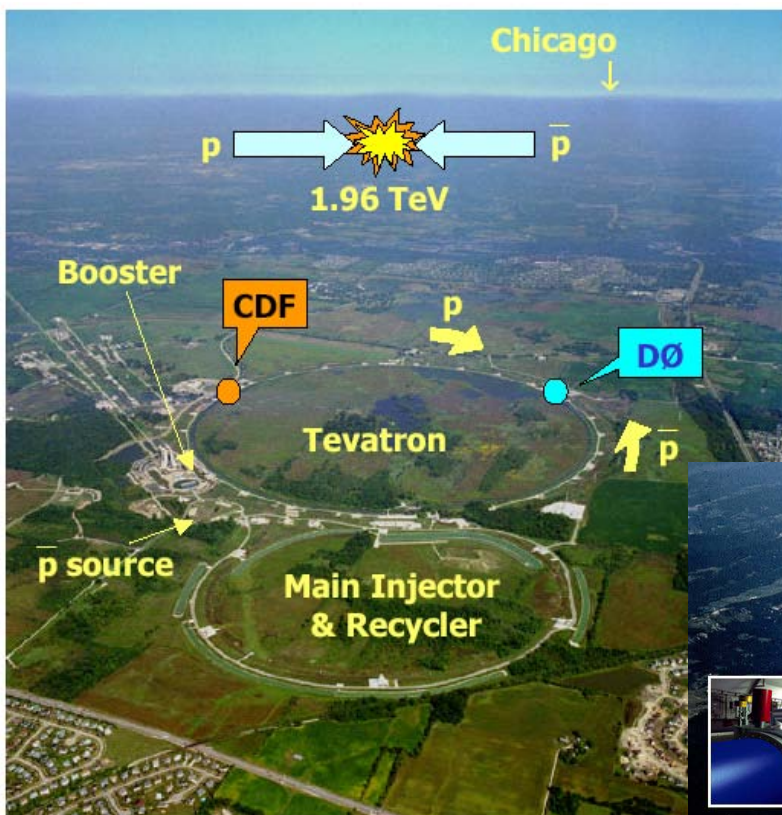 Chicago
↓
p p̅
1.96 TeV
Booster
CDF
p
DØ
Tevatron
p̅
p̅ source
Main Injector
& Recycler